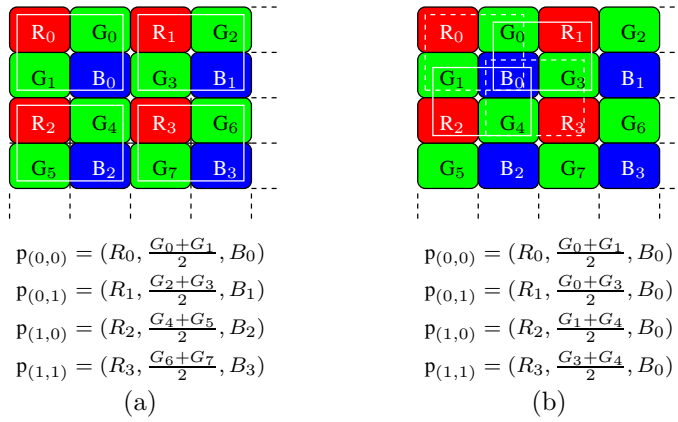 R₀ G₀ R₁ G₂
G₁ B₀ G₃ B₁
R₂ G₄ R₃ G₆
G₅ B₂ G₇ B₃
𝔭(0,0) = (R₀, (G₀+G₁)/2, B₀)
𝔭(0,1) = (R₁, (G₂+G₃)/2, B₁)
𝔭(1,0) = (R₂, (G₄+G₅)/2, B₂)
𝔭(1,1) = (R₃, (G₆+G₇)/2, B₃)
(a)
R₀ G₀ R₁ G₂
G₁ B₀ G₃ B₁
R₂ G₄ R₃ G₆
G₅ B₂ G₇ B₃
𝔭(0,0) = (R₀, (G₀+G₁)/2, B₀)
𝔭(0,1) = (R₁, (G₀+G₃)/2, B₀)
𝔭(1,0) = (R₂, (G₁+G₄)/2, B₀)
𝔭(1,1) = (R₃, (G₃+G₄)/2, B₀)
(b)